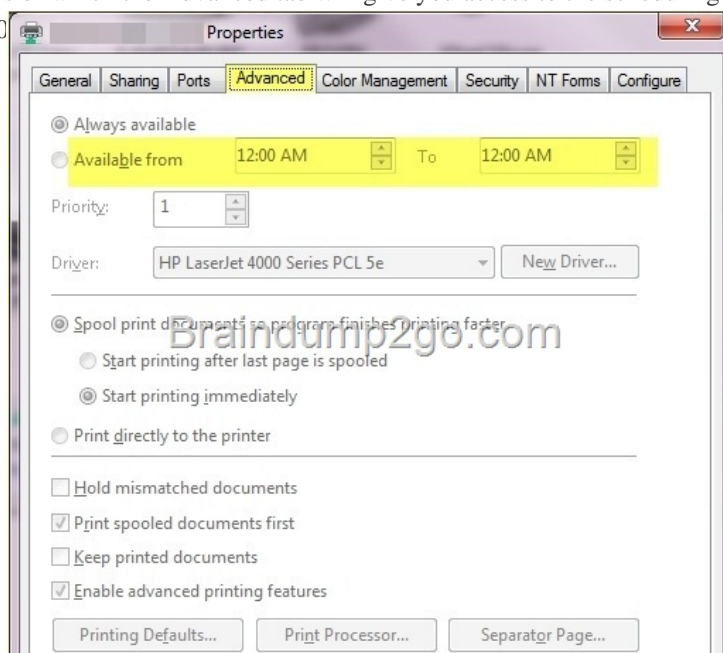 Properties
General Sharing Ports Advanced Color Management Security NT Forms Configure
Always available
Available from 12:00 AM To 12:00 AM
Priority: 1
Driver: HP LaserJet 4000 Series PCL 5e New Driver...
Spool print documents so program finishes printing faster
Braindump2go.com
Start printing after last page is spooled
Start printing immediately
Print directly to the printer
Hold mismatched documents
Print spooled documents first
Keep printed documents
Enable advanced printing features
Printing Defaults... Print Processor... Separator Page...